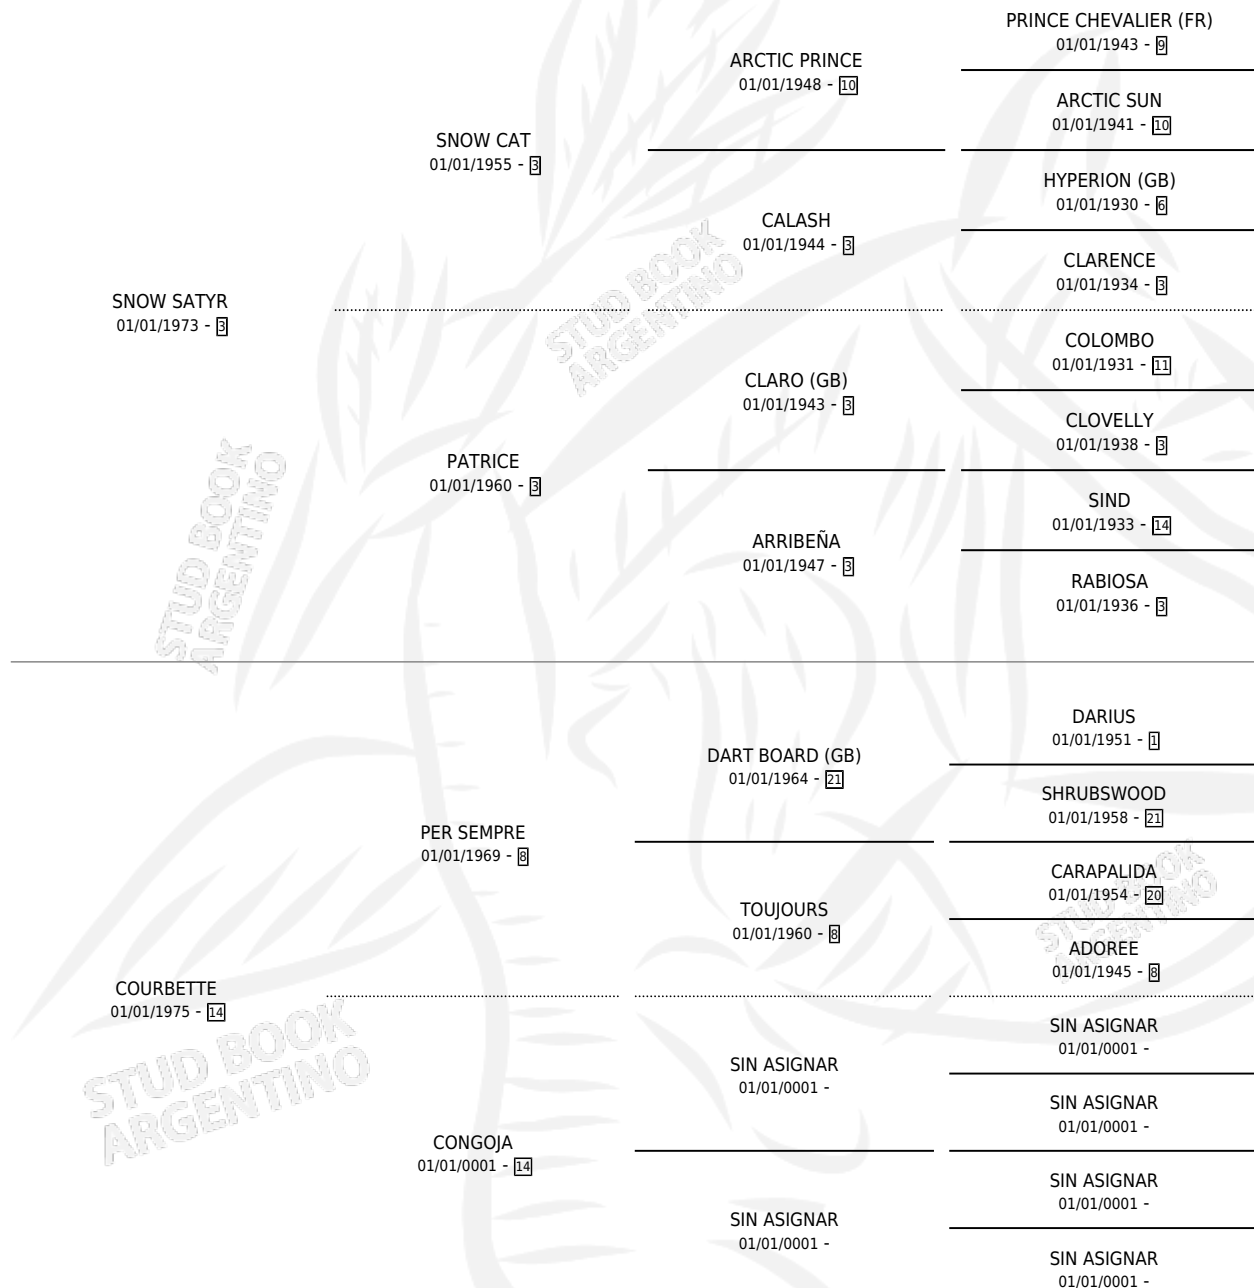 PRINCE CHEVALIER (FR)
01/01/1943 - 9
ARCTIC PRINCE
01/01/1948 - 10
ARCTIC SUN
01/01/1941 - 10
SNOW CAT
01/01/1955 - 3
HYPERION (GB)
01/01/1930 - 6
CALASH
01/01/1944 - 3
CLARENCE
01/01/1934 - 3
SNOW SATYR
01/01/1973 - 3
COLOMBO
01/01/1931 - 11
CLARO (GB)
01/01/1943 - 3
CLOVELLY
01/01/1938 - 3
PATRICE
01/01/1960 - 3
SIND
01/01/1933 - 14
ARRIBEÑA
01/01/1947 - 3
RABIOSA
01/01/1936 - 3
DARIUS
01/01/1951 - 1
DART BOARD (GB)
01/01/1964 - 21
SHRUBSWOOD
01/01/1958 - 21
PER SEMPRE
01/01/1969 - 8
CARAPALIDA
01/01/1954 - 20
TOUJOURS
01/01/1960 - 8
ADOREE
01/01/1945 - 8
COURBETTE
01/01/1975 - 14
SIN ASIGNAR
01/01/0001 -
SIN ASIGNAR
01/01/0001 -
SIN ASIGNAR
01/01/0001 -
CONGOJA
01/01/0001 - 14
SIN ASIGNAR
01/01/0001 -
SIN ASIGNAR
01/01/0001 -
SIN ASIGNAR
01/01/0001 -
STUD BOOK
ARGENTINO
STUD BOOK
ARGENTINO
STUD BOOK
ARGENTINO
STUD BOOK
ARGENTINO